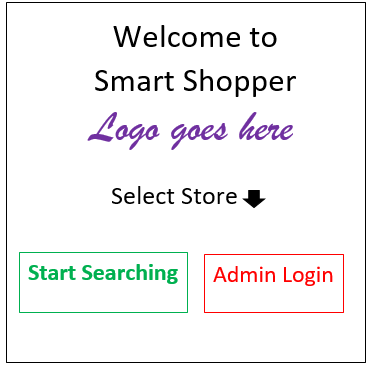 Welcome to
Smart Shopper
Logo goes here
Select Store
Start Searching
Admin Login